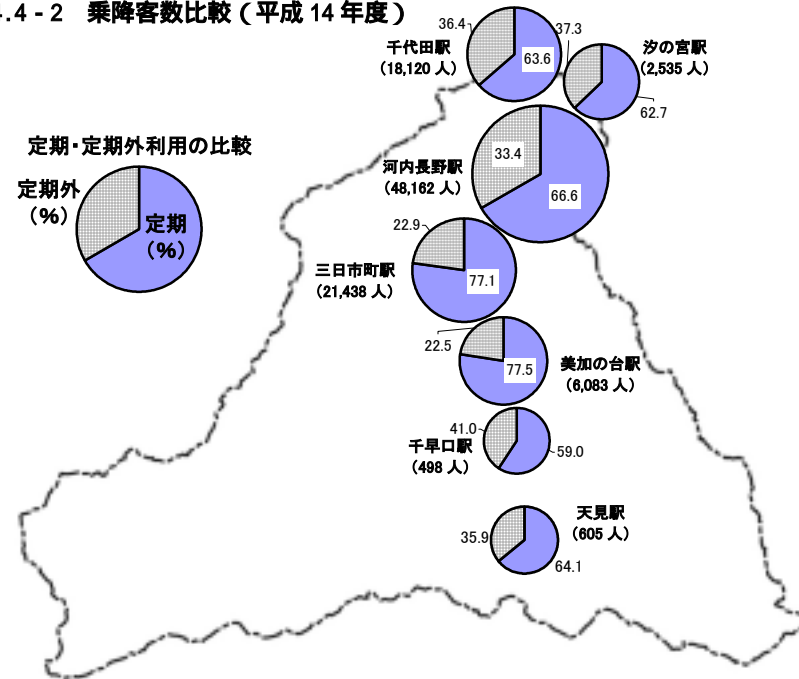 .4-2 乗降客数比較（平成14年度）
36.4
千代田駅
（18,120 人）
63.6
37.3
汐の宮駅
（2,535 人）
62.7
定期・定期外利用の比較
定期外
（%）
定期
（%）
33.4
河内長野駅
（48,162 人）
66.6
22.9
三日市町駅
（21,438 人）
77.1
22.5
美加の台駅
（6,083 人）
77.5
41.0
千早口駅
（498 人）
59.0
天見駅
（605 人）
35.9
64.1